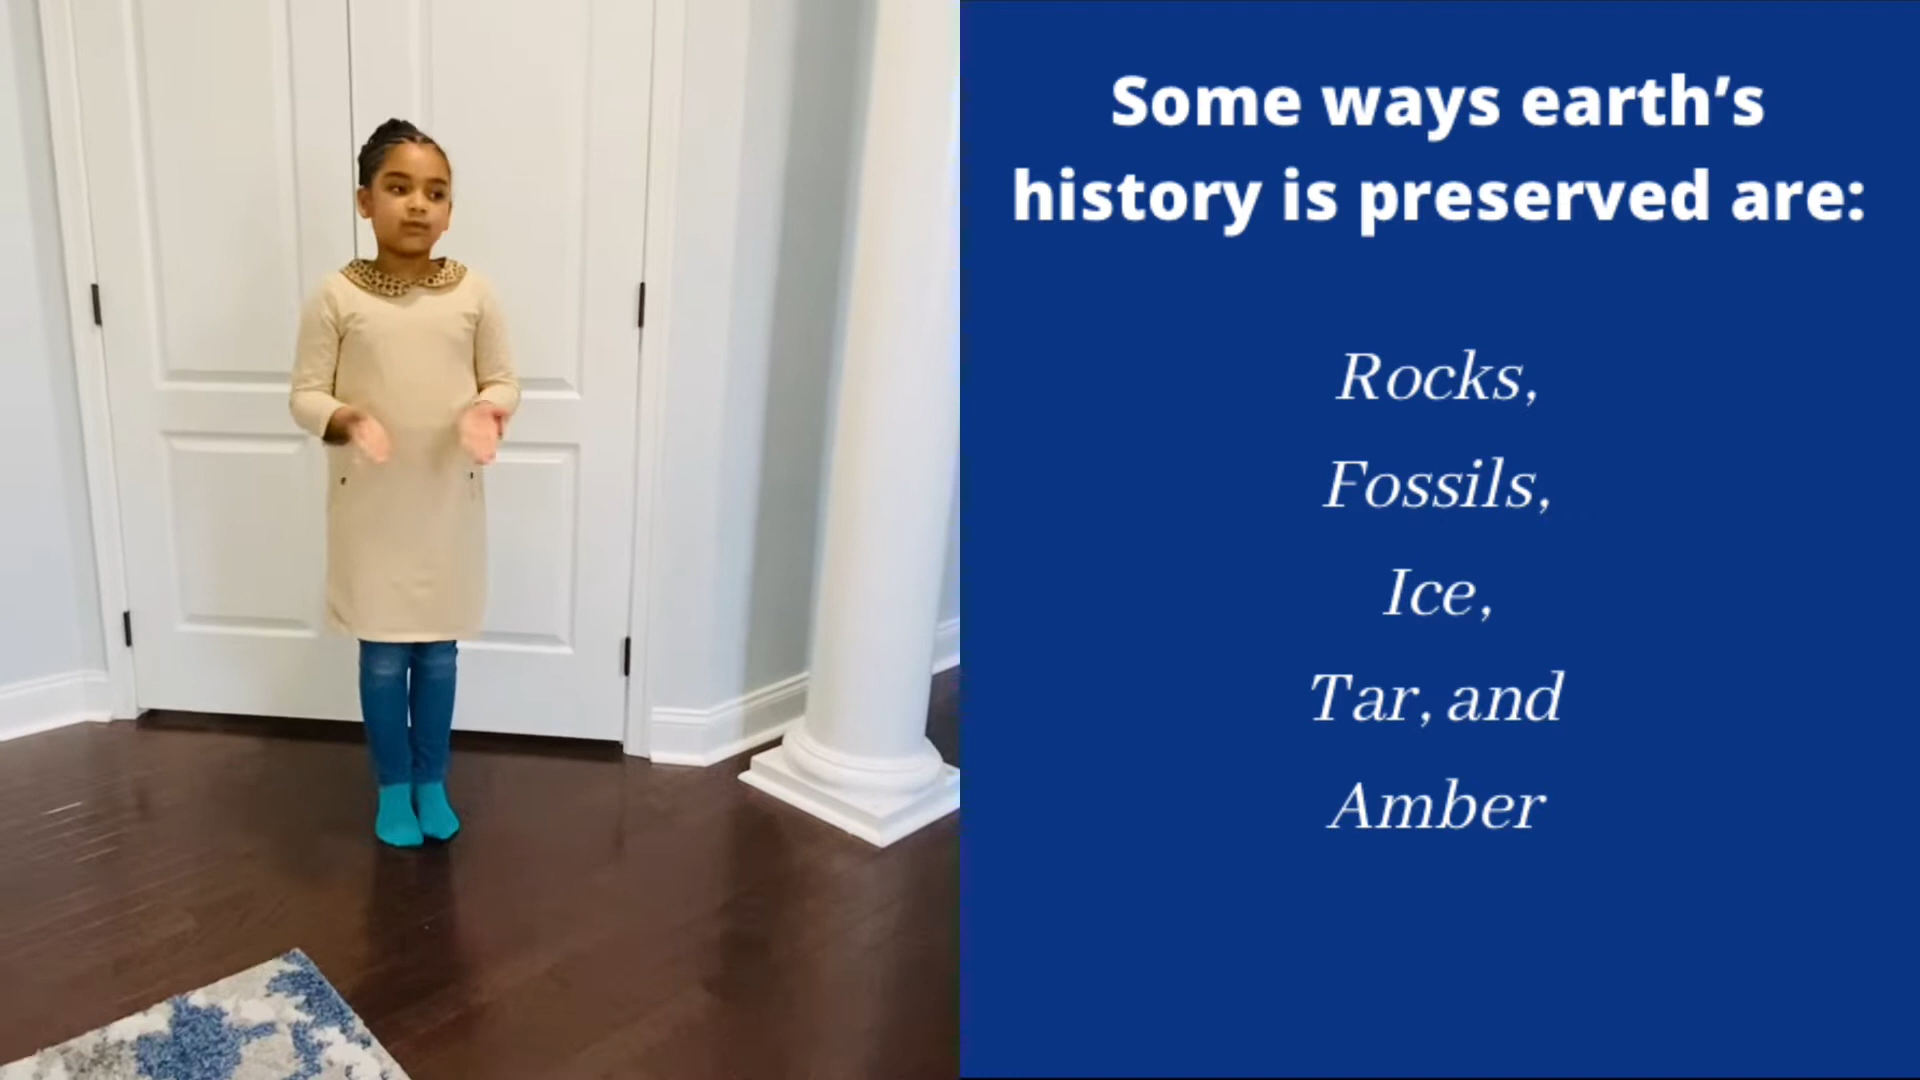 Some ways earth’s
history is preserved are:
Rocks,
Fossils,
Ice,
Tar, and
Amber